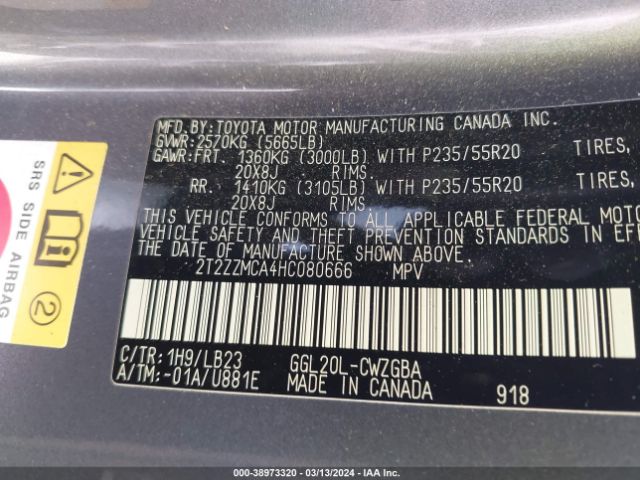 MFD.BY:TOYOTA MOTOR MANUFACTURING CANADA INC.
GVWR:2570KG (5665LB)
GAWR:FRT. 1360KG (3000LB) WITH P235/55R20 TIRES,
20X8J RIMS.
RR. 1410KG (3105LB) WITH P235/55R20 TIRES,
20X8J RIMS.
THIS VEHICLE CONFORMS TO ALL APPLICABLE FEDERAL MOTO
VEHICLE SAFETY AND THEFT PREVENTION STANDARDS IN EFF
THE DATE OF MANUFACTURE SHOWN ABOVE.
2T2ZZMCA4HC080666 MPV
C/TR:1H9/LB23 GGL20L-CWZGBA
A/TM:-01A/U881E MADE IN CANADA 918
SRS SIDE AIRBAG
2
00-38973320 - 03/13/2024 - IAA Inc.